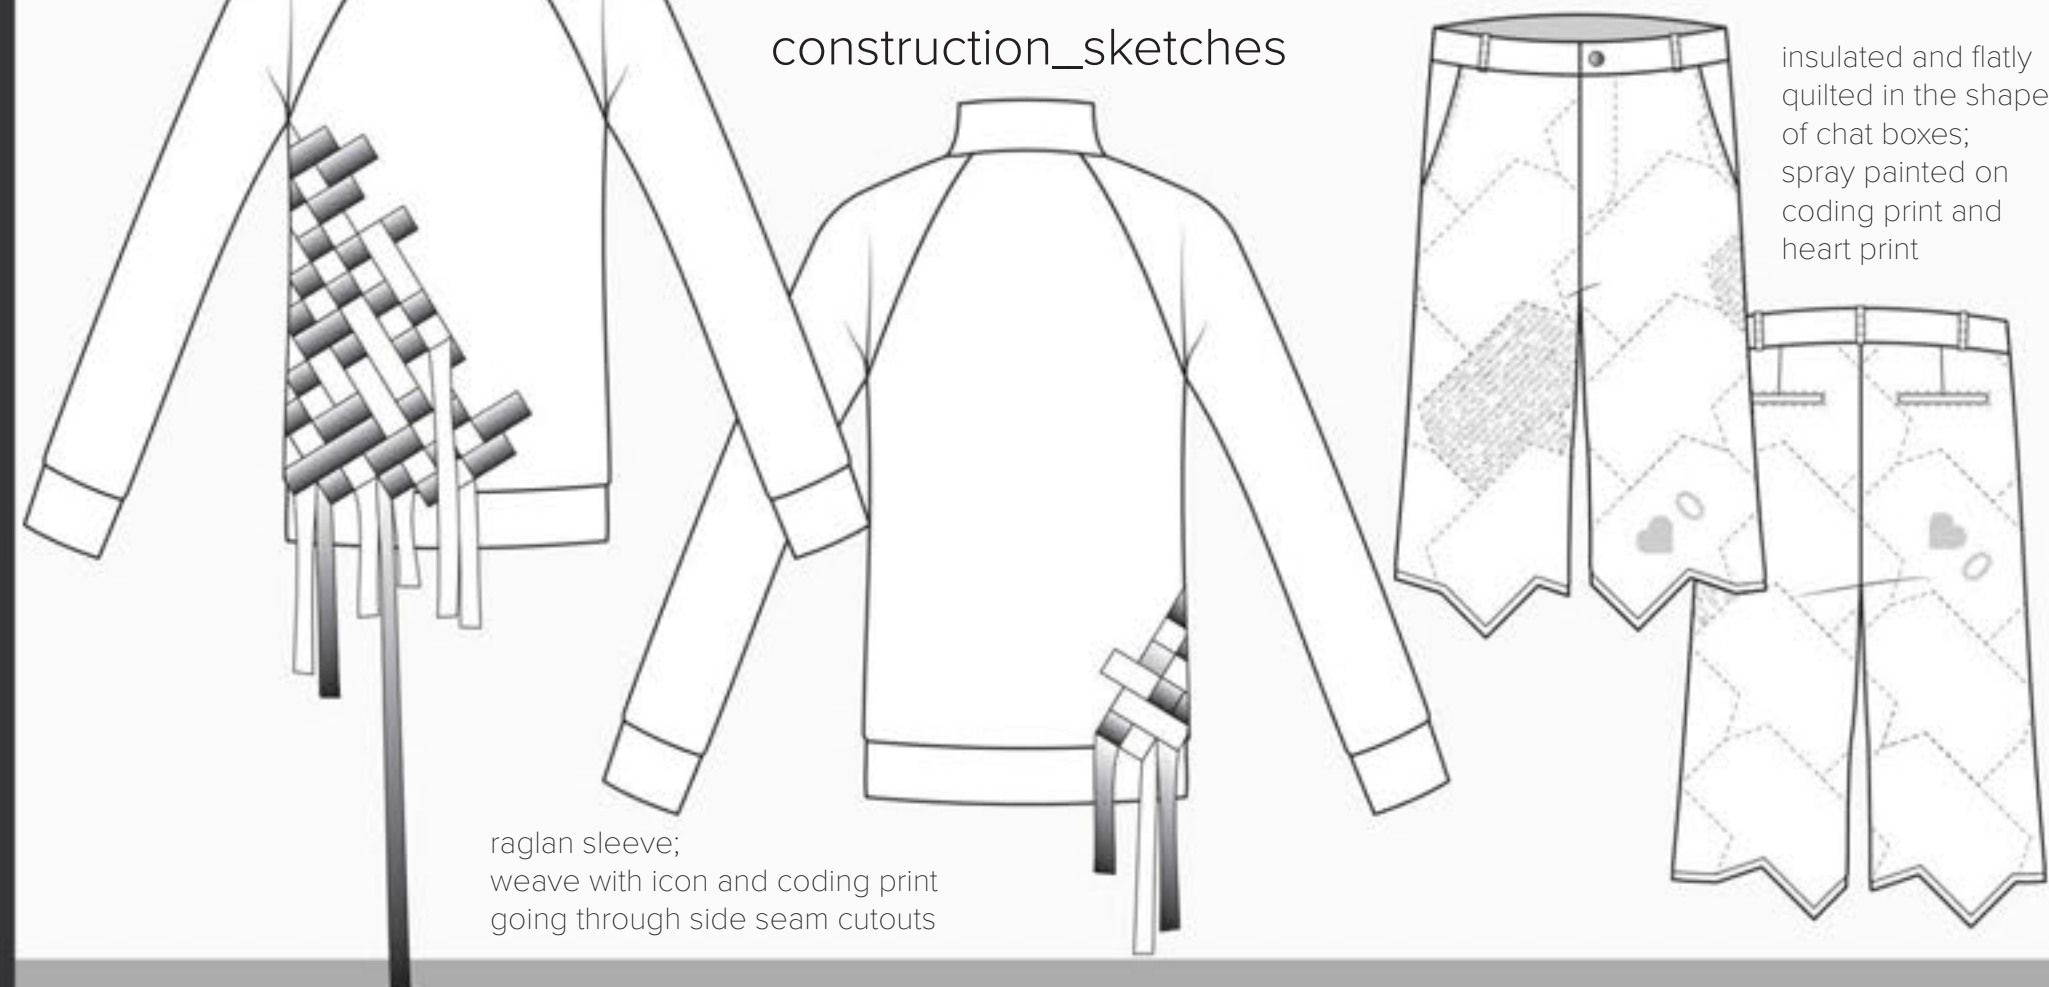 construction_sketches
insulated and flatly
quilted in the shape
of chat boxes;
spray painted on
coding print and
heart print
raglan sleeve;
weave with icon and coding print
going through side seam cutouts